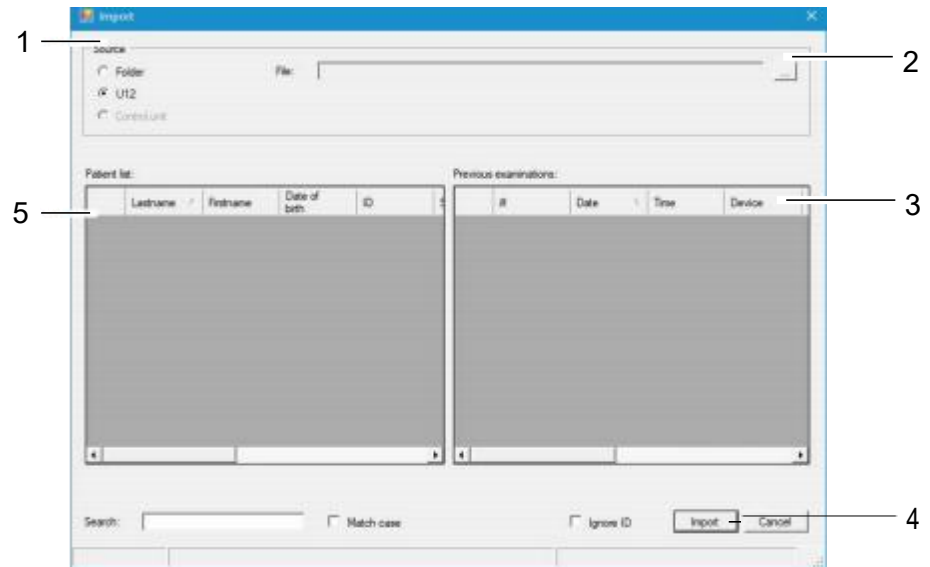 Import
1
Source
2
Folder
File:
...
U12
Control unit
Patient list:
Previous examinations:
5
Lastname
Firstname
Date of
birth
ID
S
#
Date
Time
Device
3
Search:
Match case
Ignore ID
Import
Cancel
4